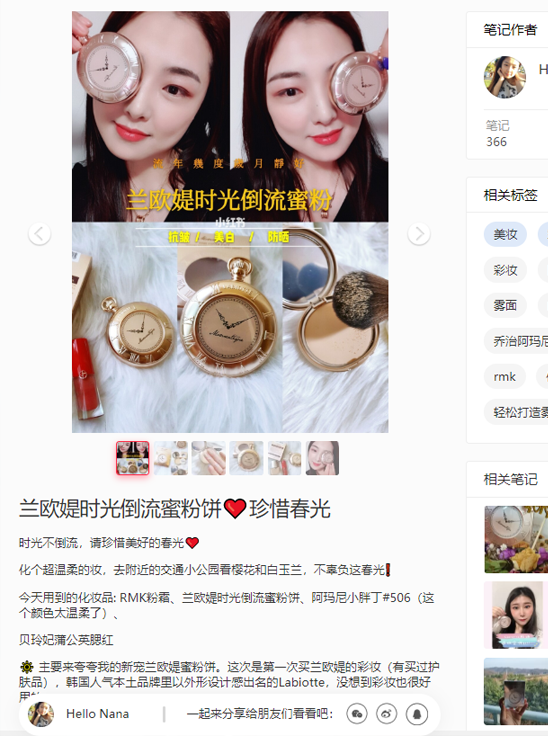 流年幾度歲月靜好
兰欧媞时光倒流蜜粉
小红书
抗皱 / 美白 / 防晒
兰欧媞时光倒流蜜粉饼❤️珍惜春光
时光不倒流，请珍惜美好的春光❤️
化个超温柔的妆，去附近的交通小公园看樱花和白玉兰，不辜负这春光💄
今天用到的化妆品: RMK粉霜、兰欧媞时光倒流蜜粉饼、阿玛尼小胖丁#506（这
个颜色太温柔了）、
贝玲妃蒲公英腮红
🔅 主要来夸夸我的新宠兰欧媞蜜粉饼。这次是第一次买兰欧媞的彩妆（有买过护
肤品），韩国人气本土品牌里以外形设计感出名的Labiotte，没想到彩妆也很好
Hello Nana
一起来分享给朋友们看看吧：
笔记作者
笔记
366
相关标签
美妆
彩妆
雾面
乔治阿玛尼
rmk
轻松打造雾
相关笔记